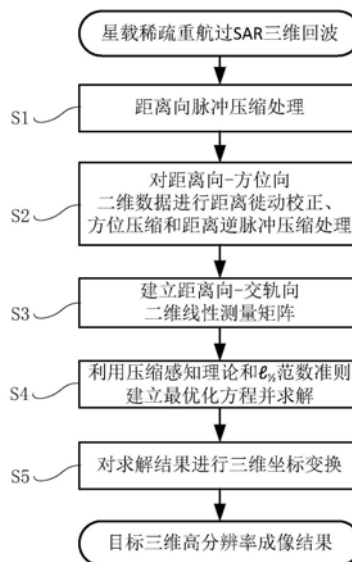 星载稀疏重航过SAR三维回波
S1
距离向脉冲压缩处理
S2
对距离向-方位向
二维数据进行距离徙动校正、
方位压缩和距离逆脉冲压缩处理
S3
建立距离向-交轨向
二维线性测量矩阵
S4
利用压缩感知理论和ℓ½范数准则
建立最优化方程并求解
S5
对求解结果进行三维坐标变换
目标三维高分辨率成像结果